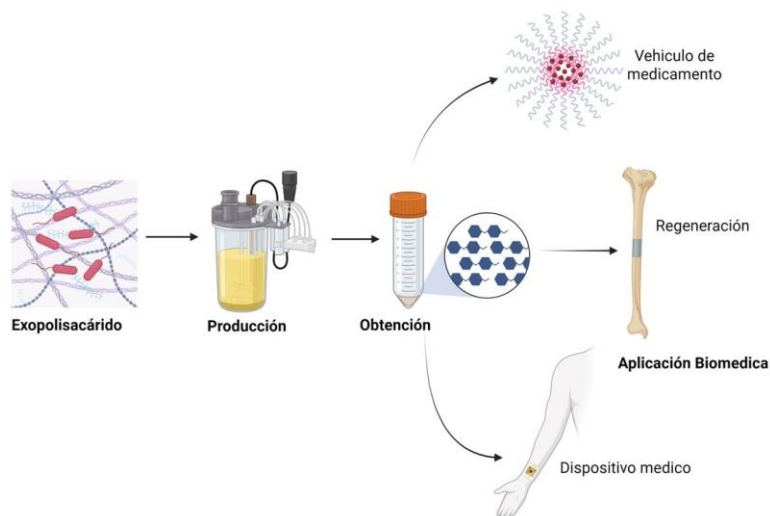 Vehiculo de
medicamento
Regeneración
Exopolisacárido
Producción
Obtención
Aplicación Biomedica
Dispositivo medico